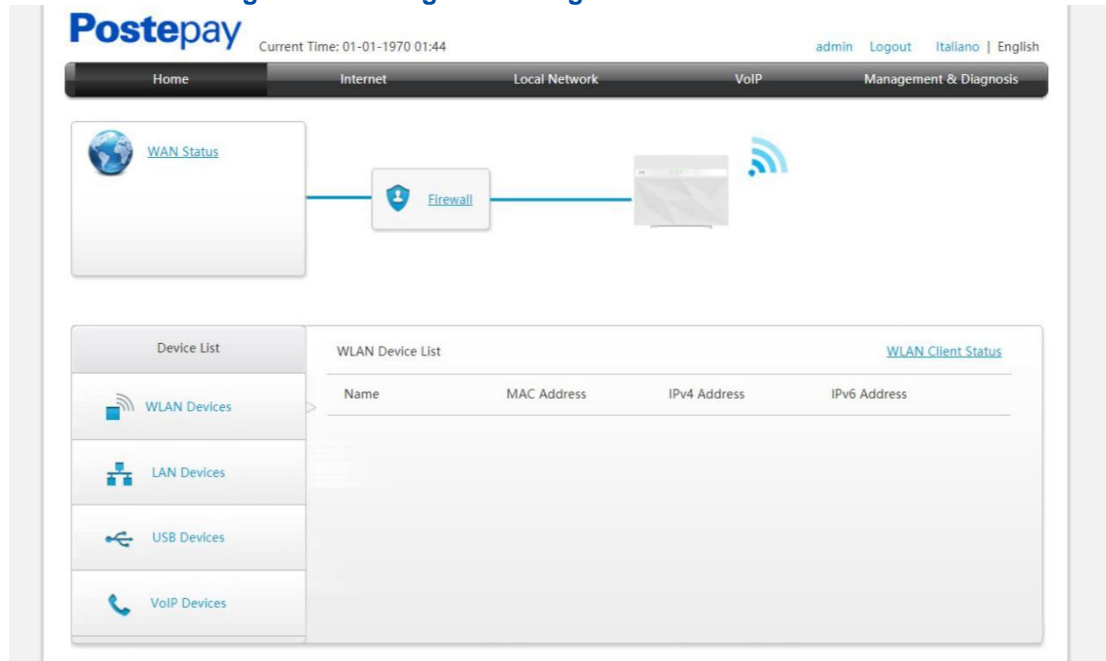 Postepay
Current Time: 01-01-1970 01:44
admin Logout Italiano | English
Home Internet Local Network VoIP Management & Diagnosis
WAN Status
Firewall
Device List
WLAN Device List WLAN Client Status
Name MAC Address IPv4 Address IPv6 Address
WLAN Devices
LAN Devices
USB Devices
VoIP Devices